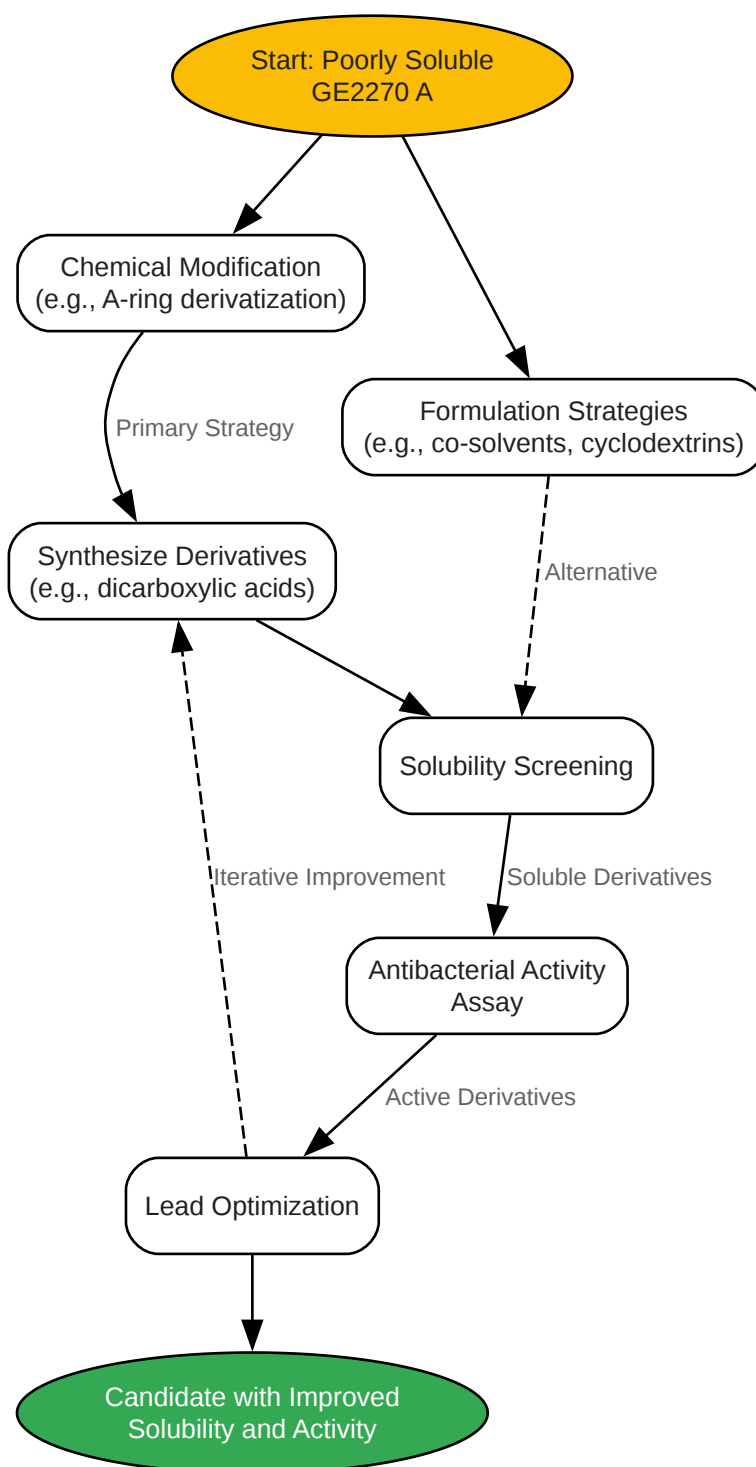 Start: Poorly Soluble
GE2270 A
Chemical Modification
(e.g., A-ring derivatization)
Formulation Strategies
(e.g., co-solvents, cyclodextrins)
Primary Strategy
Synthesize Derivatives
(e.g., dicarboxylic acids)
Alternative
Solubility Screening
Iterative Improvement
Soluble Derivatives
Antibacterial Activity
Assay
Active Derivatives
Lead Optimization
Candidate with Improved
Solubility and Activity